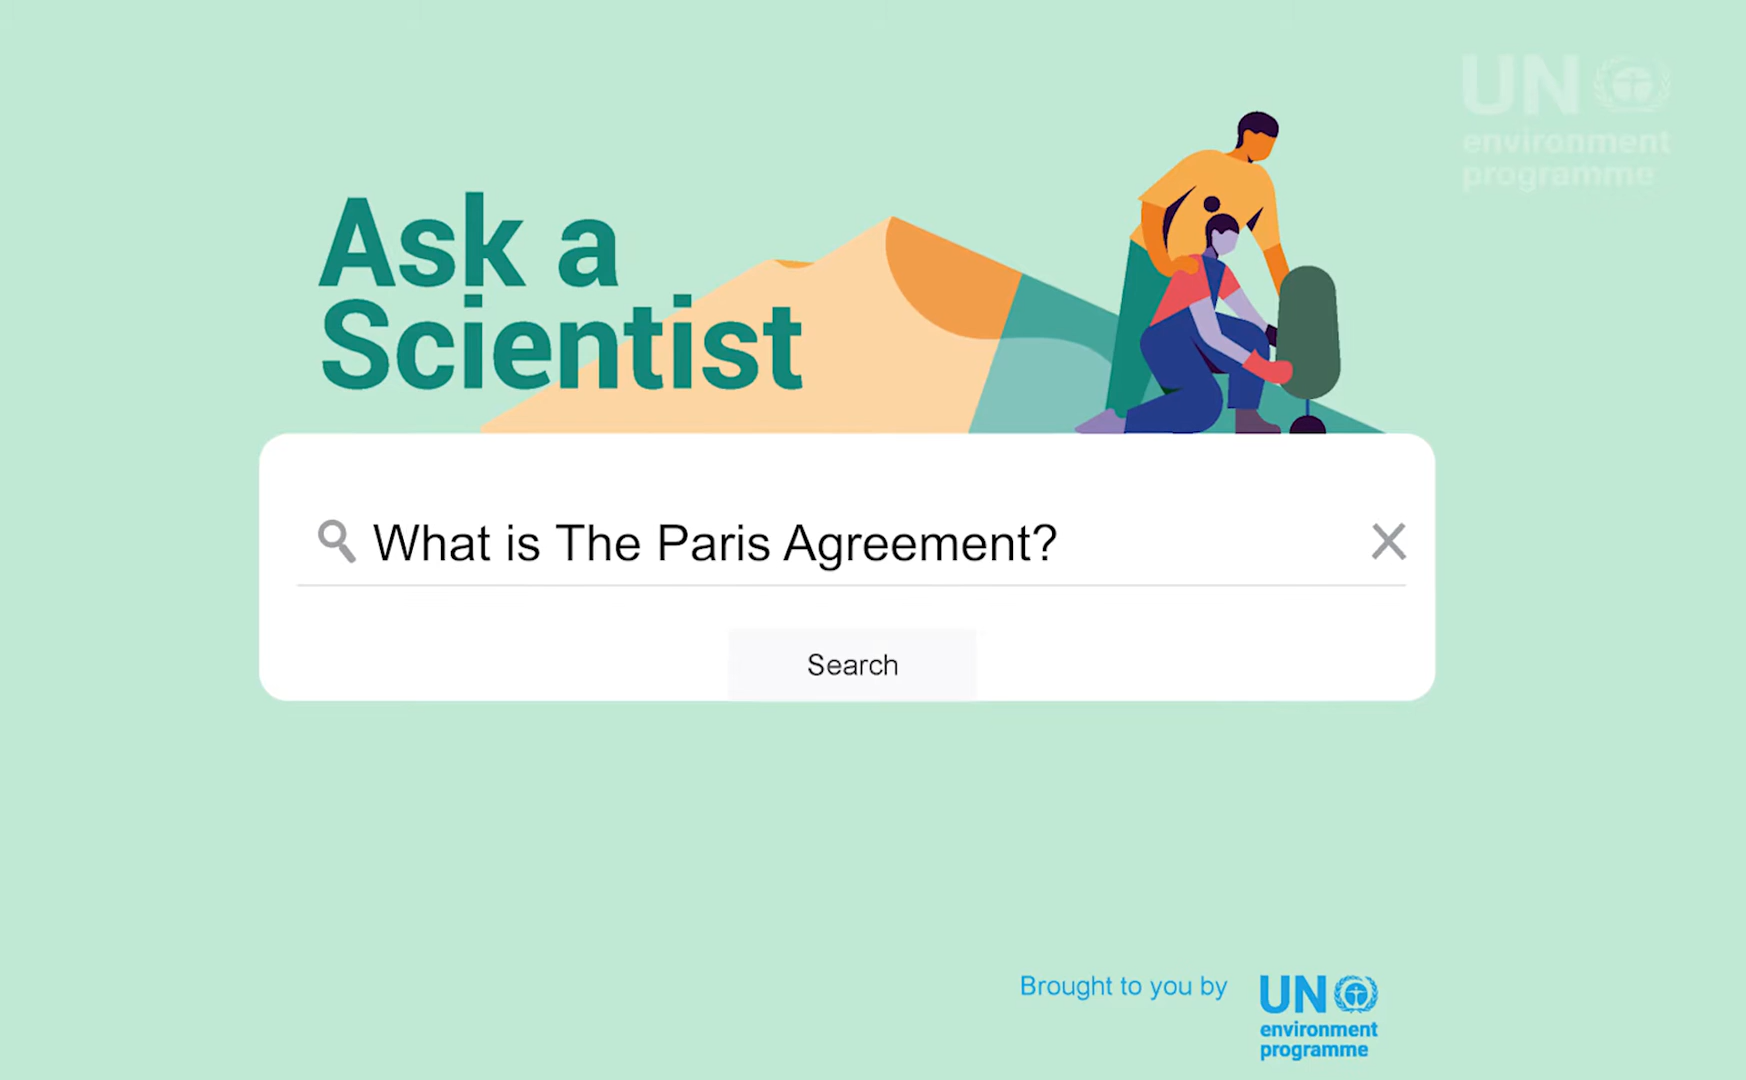 UN
environment
programme
Ask a
Scientist
What is The Paris Agreement?
Search
Brought to you by
UN
environment
programme